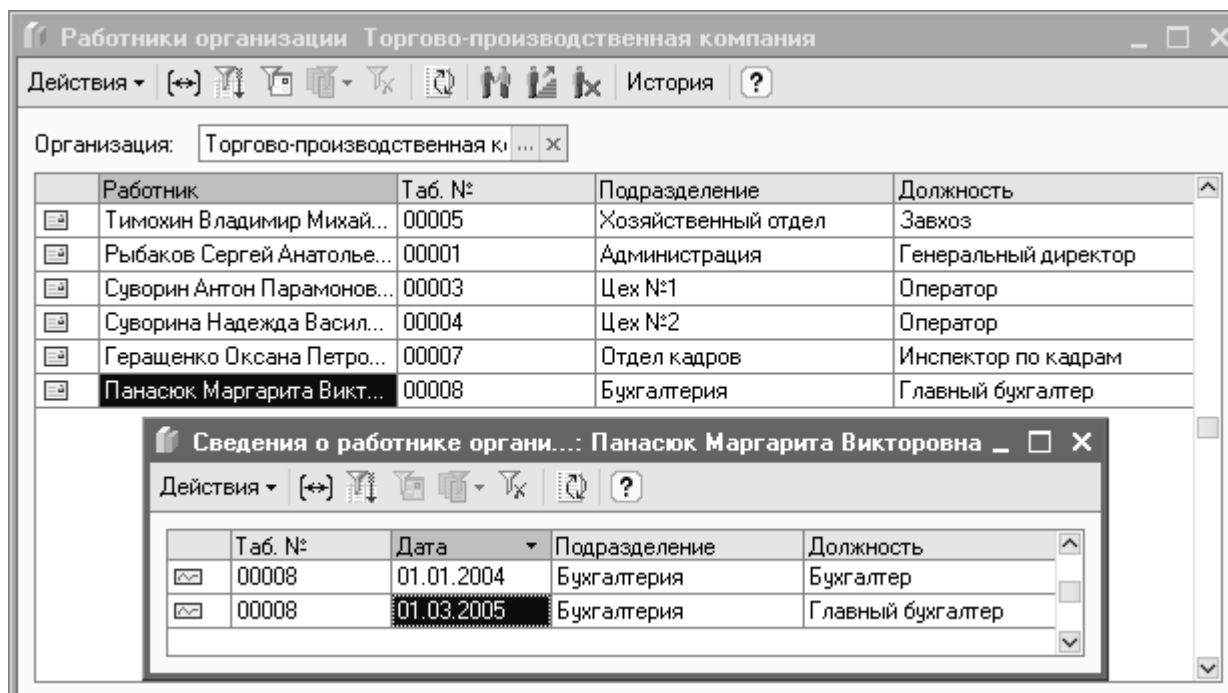 Работники организации Торгово-производственная компания
Действия История ?
Организация: Торгово-производственная к ...
Работник Таб. № Подразделение Должность
Тимохин Владимир Михай... 00005 Хозяйственный отдел Завхоз
Рыбаков Сергей Анатолье... 00001 Администрация Генеральный директор
Суворин Антон Парамонов... 00003 Цех №1 Оператор
Суворина Надежда Васил... 00004 Цех №2 Оператор
Геращенко Оксана Петро... 00007 Отдел кадров Инспектор по кадрам
Панасюк Маргарита Викт... 00008 Бухгалтерия Главный бухгалтер
Сведения о работнике органи...: Панасюк Маргарита Викторовна
Действия ?
Таб. № Дата Подразделение Должность
00008 01.01.2004 Бухгалтерия Бухгалтер
00008 01.03.2005 Бухгалтерия Главный бухгалтер